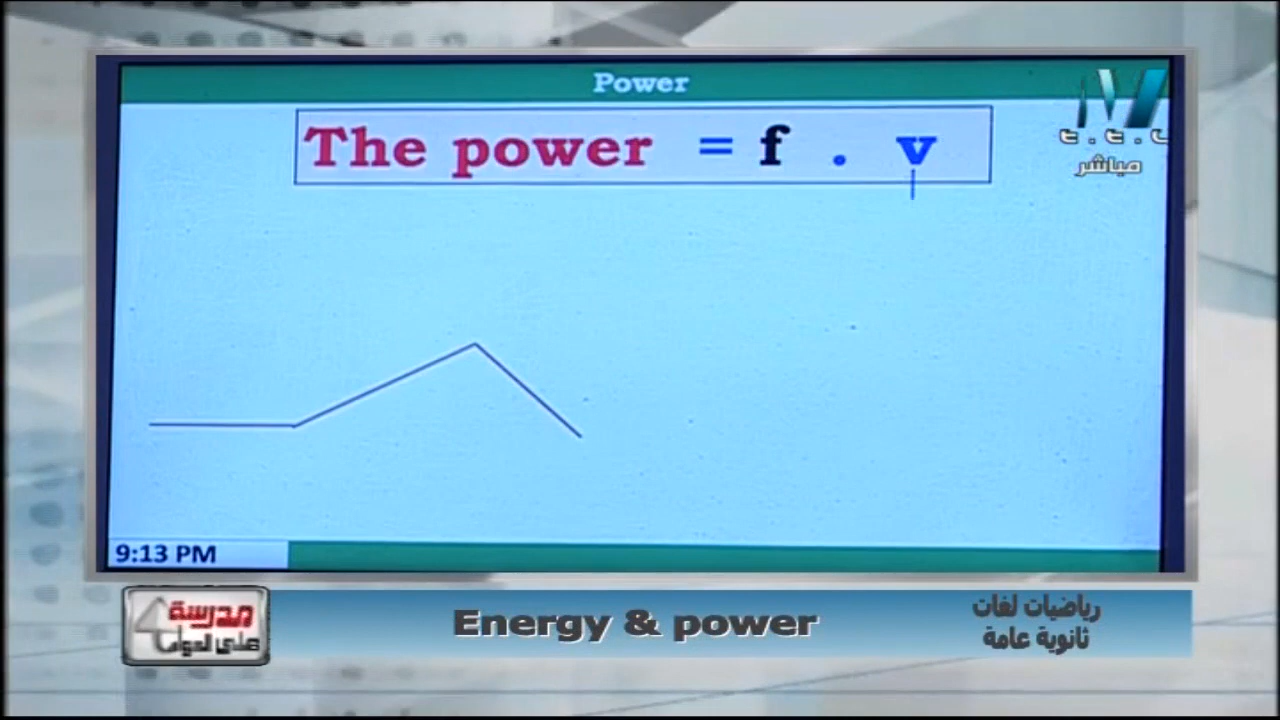 Power
The power = f . v
ع . ع . ل
مباشر
9:13 PM
مدرسة
على الهواء
Energy & power
رياضيات لغات
ثانوية عامة